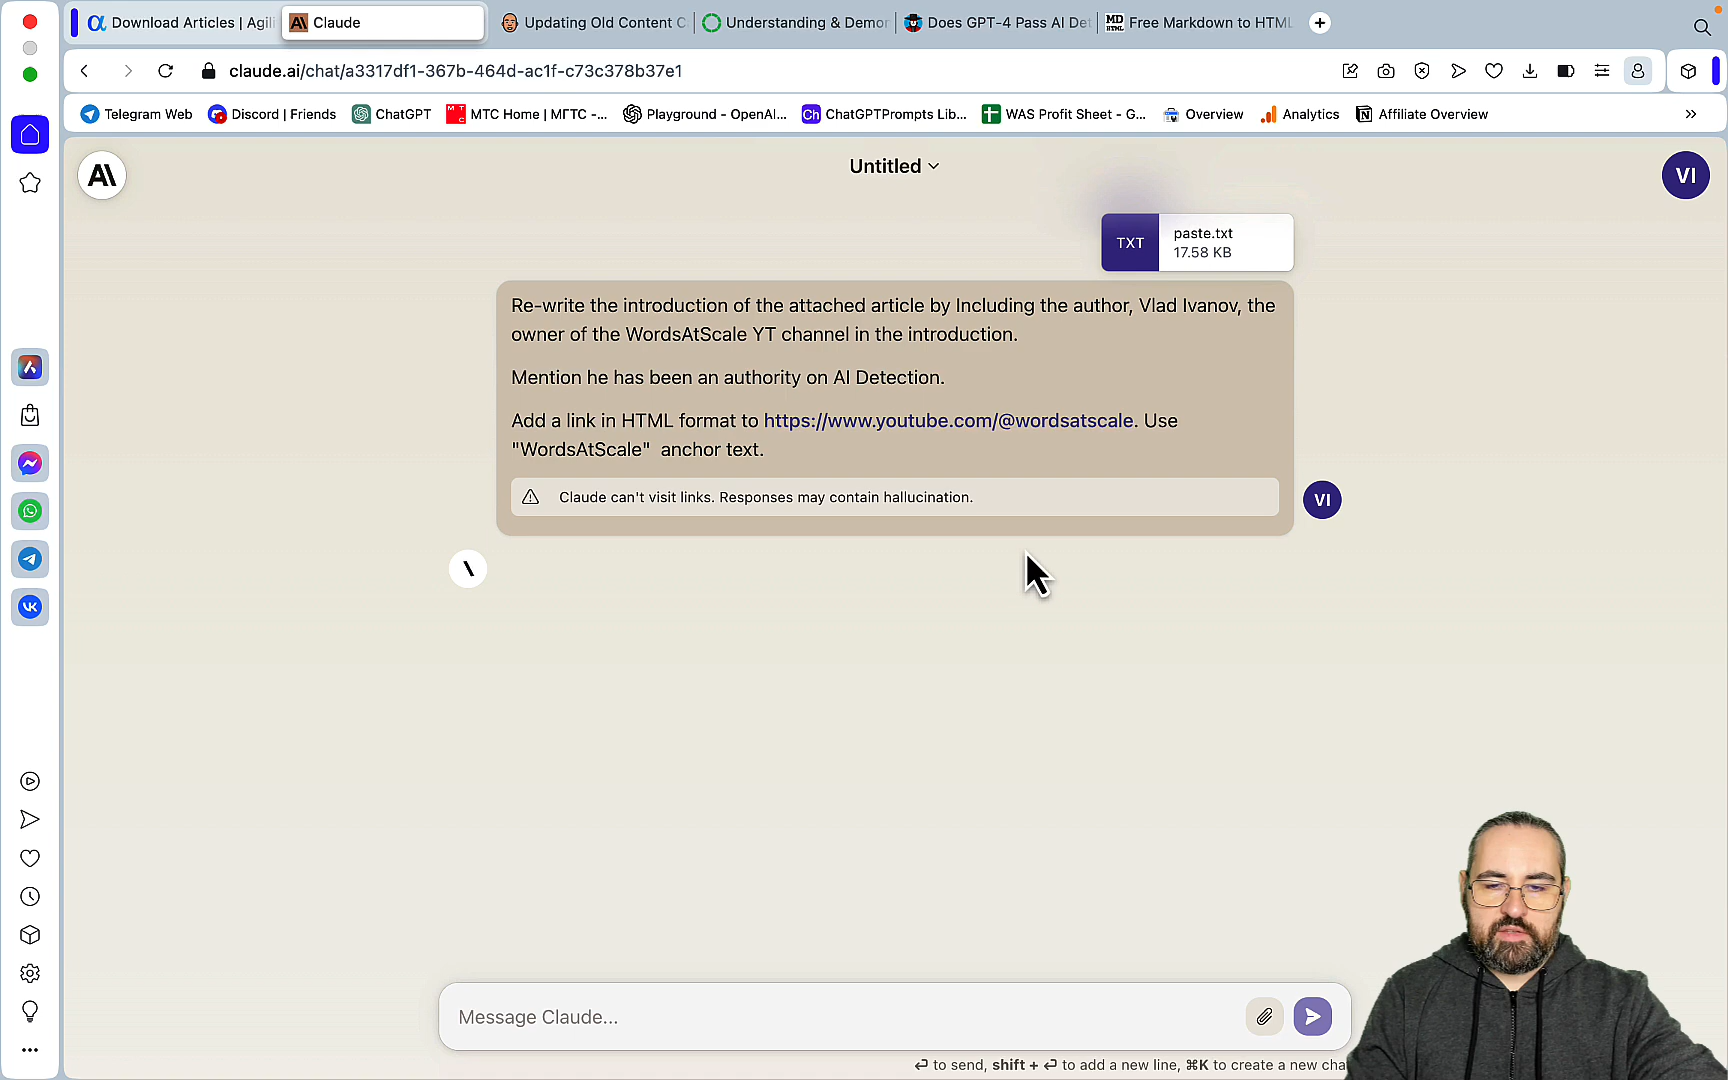 Download Articles | Agil
Claude
Updating Old Content C
Understanding & Demor
Does GPT-4 Pass AI Det
Free Markdown to HTML
claude.ai/chat/a3317df1-367b-464d-ac1f-c73c378b37e1
Telegram Web
Discord | Friends
ChatGPT
МТС Home | МГТС -...
Playground - OpenAI...
Ch
ChatGPTPrompts Lib...
WAS Profit Sheet - G...
Overview
Analytics
Affiliate Overview
Untitled
VI
TXT
paste.txt
17.58 KB
Re-write the introduction of the attached article by Including the author, Vlad Ivanov, the
owner of the WordsAtScale YT channel in the introduction.
Mention he has been an authority on AI Detection.
Add a link in HTML format to https://www.youtube.com/@wordsatscale. Use
"WordsAtScale"  anchor text.
Claude can't visit links. Responses may contain hallucination.
VI
Message Claude...
⏎ to send, shift + ⏎ to add a new line, ⌘K to create a new cha